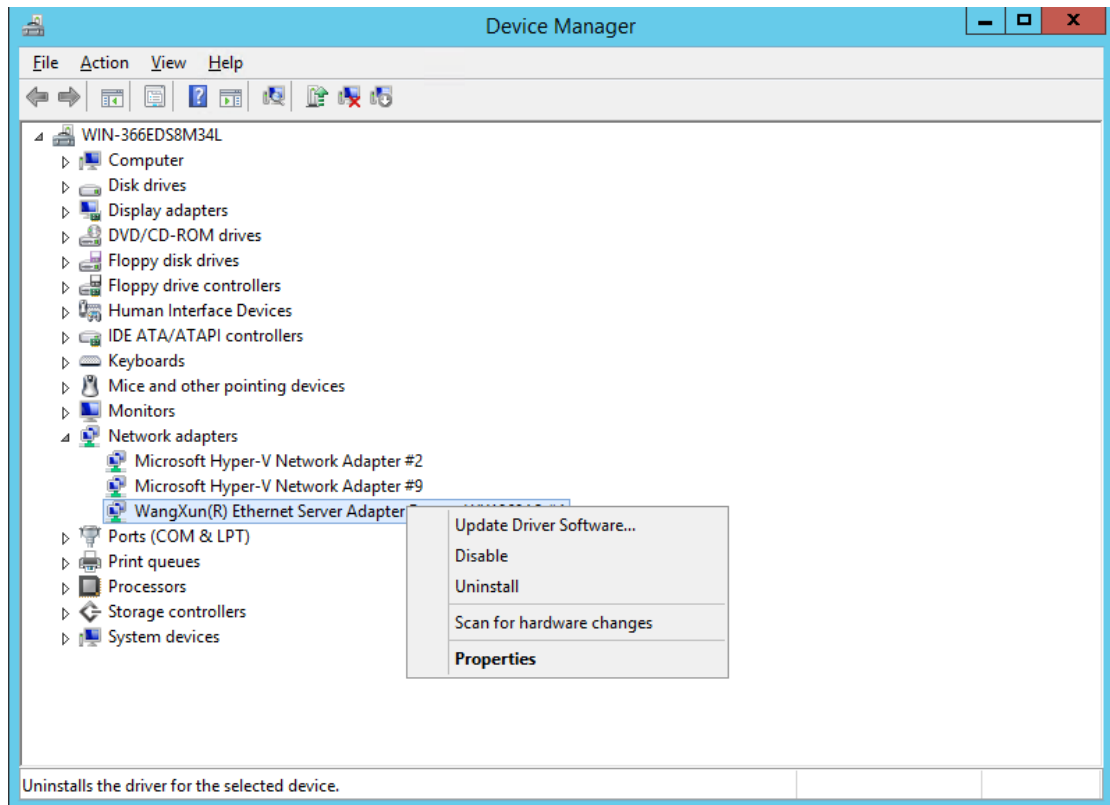 Device Manager
File Action View Help
WIN-366EDS8M34L
Computer
Disk drives
Display adapters
DVD/CD-ROM drives
Floppy disk drives
Floppy drive controllers
Human Interface Devices
IDE ATA/ATAPI controllers
Keyboards
Mice and other pointing devices
Monitors
Network adapters
Microsoft Hyper-V Network Adapter #2
Microsoft Hyper-V Network Adapter #9
WangXun(R) Ethernet Server Adapter
Ports (COM & LPT)
Print queues
Processors
Storage controllers
System devices
Update Driver Software...
Disable
Uninstall
Scan for hardware changes
Properties
Uninstalls the driver for the selected device.